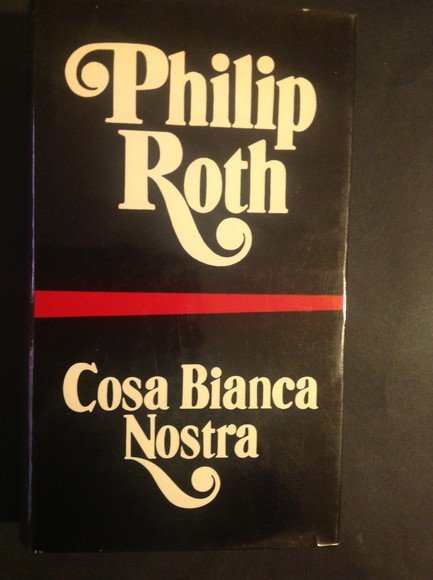 Philip
Roth
Cosa Bianca
Nostra